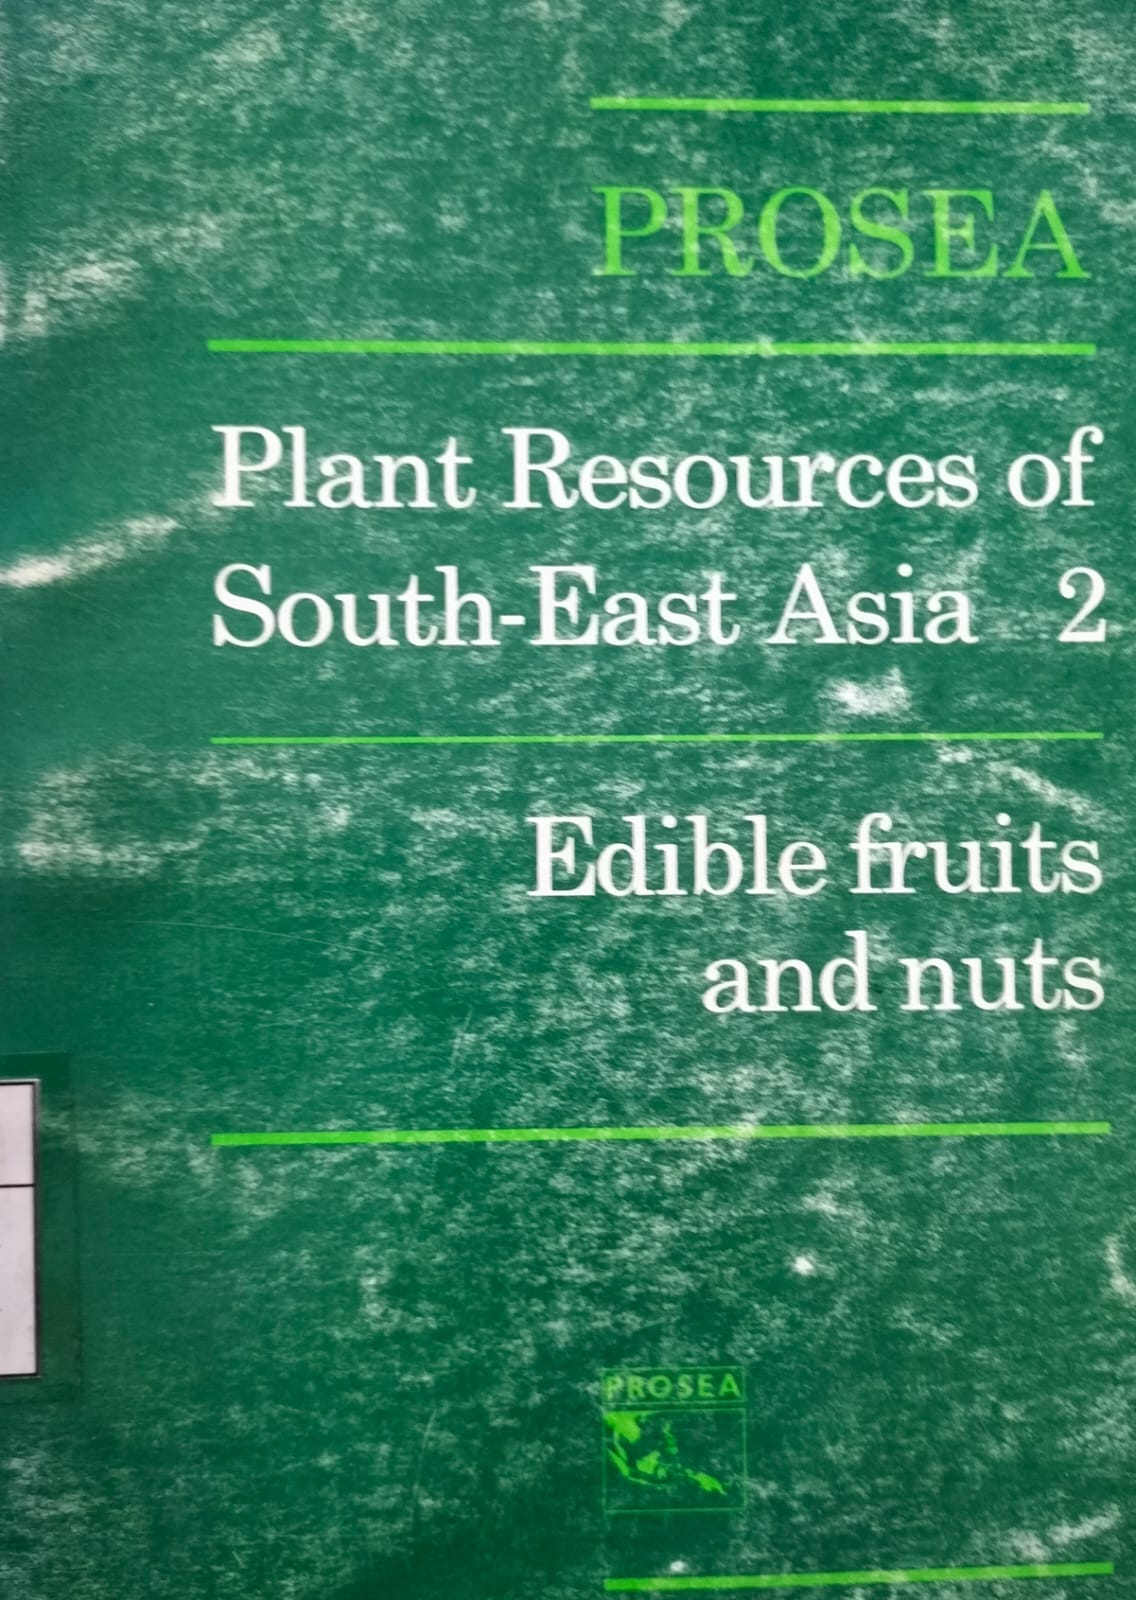 PROSEA
Plant Resources of
South-East Asia 2
Edible fruits
and nuts
PROSEA